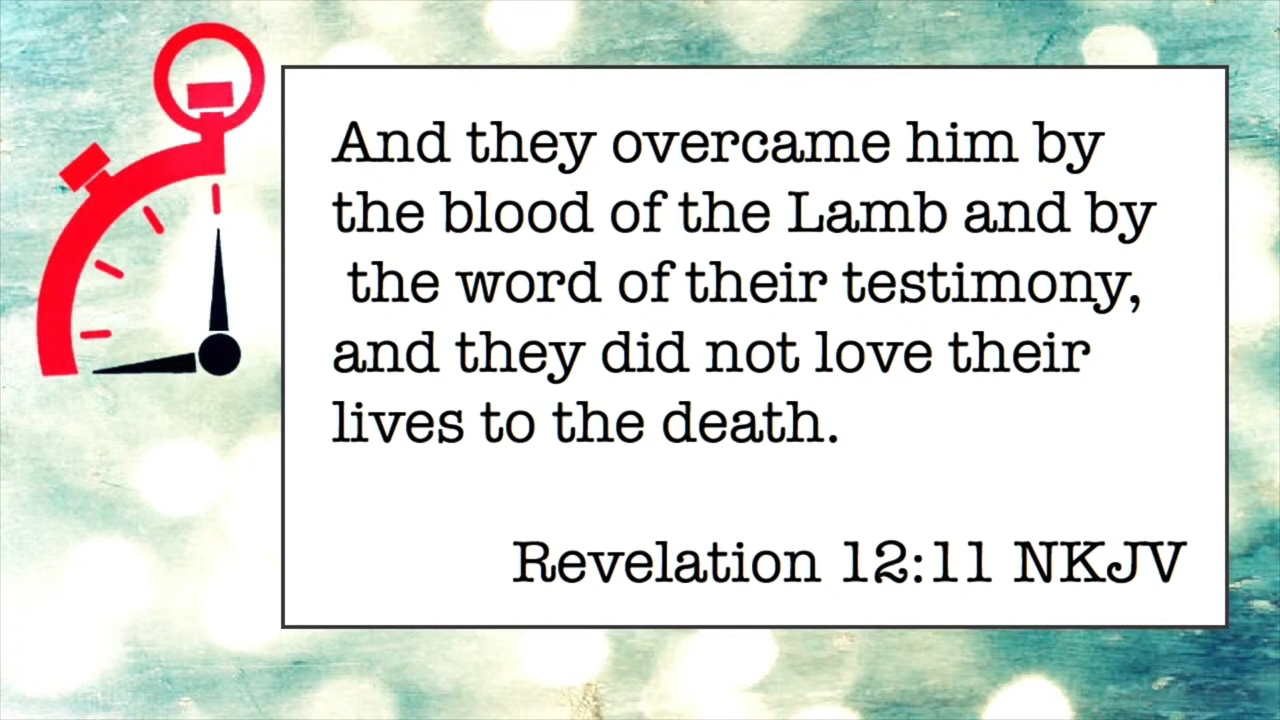 And they overcame him by
the blood of the Lamb and by
the word of their testimony,
and they did not love their
lives to the death.
Revelation 12:11 NKJV